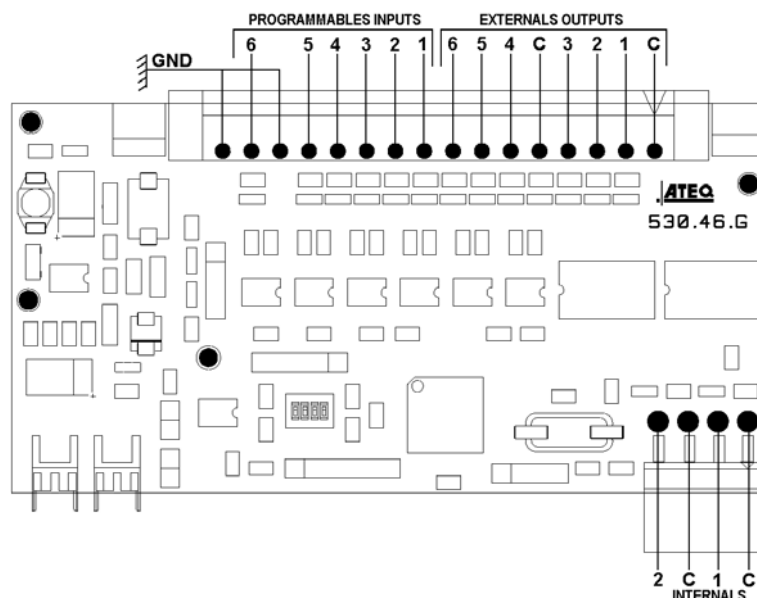 PROGRAMMABLES INPUTS EXTERNALS OUTPUTS
6 5 4 3 2 1 6 5 4 C 3 2 1 C
GND
ATEQ
530.46.G
2 C 1 C
INTERNALS